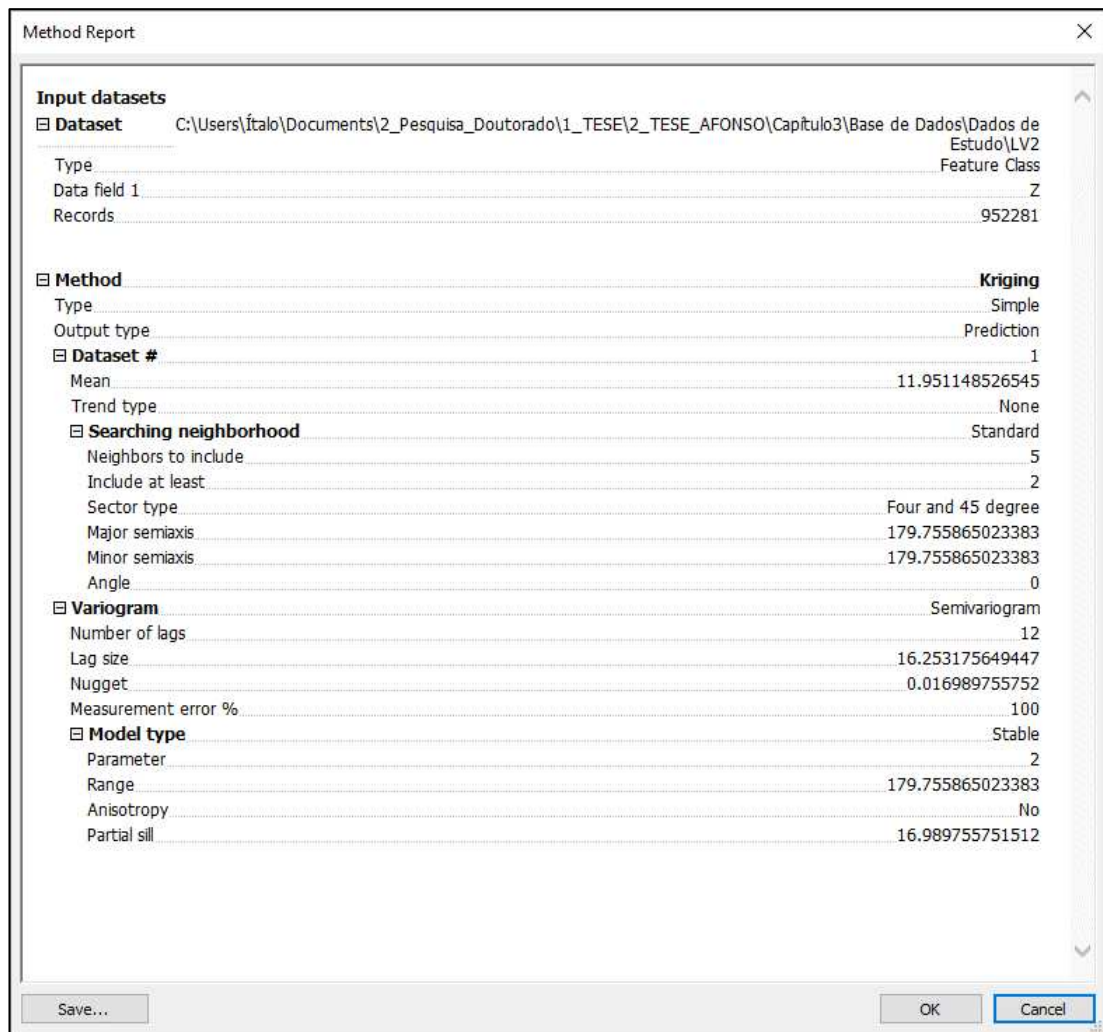 Method Report
Input datasets
Dataset C:\Users\Ítalo\Documents\2_Pesquisa_Doutorado\1_TESE\2_TESE_AFONSO\Capítulo3\Base de Dados\Dados de
Estudo\LV2
Type Feature Class
Data field 1 Z
Records 952281
Method Kriging
Type Simple
Output type Prediction
Dataset # 1
Mean 11.951148526545
Trend type None
Searching neighborhood Standard
Neighbors to include 5
Include at least 2
Sector type Four and 45 degree
Major semiaxis 179.755865023383
Minor semiaxis 179.755865023383
Angle 0
Variogram Semivariogram
Number of lags 12
Lag size 16.253175649447
Nugget 0.016989755752
Measurement error % 100
Model type Stable
Parameter 2
Range 179.755865023383
Anisotropy No
Partial sill 16.989755751512
Save... OK Cancel